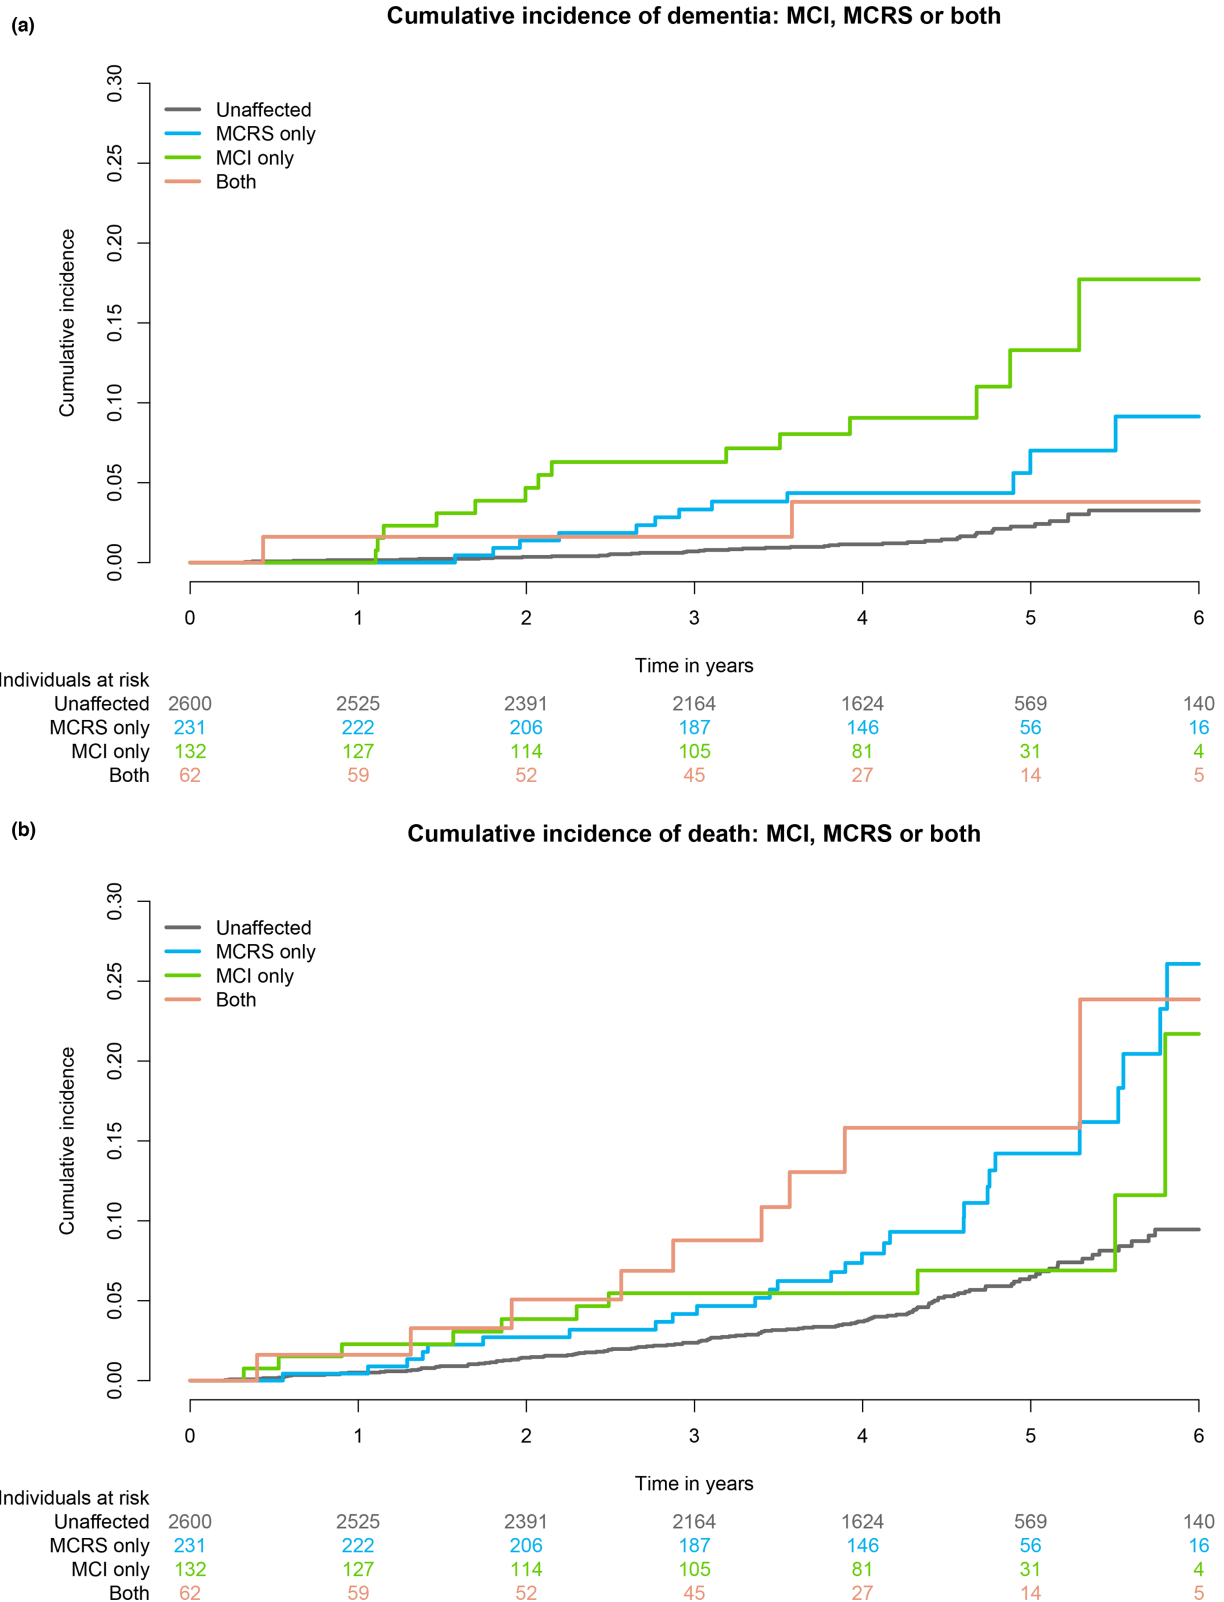 (a)
Cumulative incidence of dementia: MCI, MCRS or both
Unaffected
MCRS only
MCI only
Both
Cumulative incidence
0.30
0.25
0.20
0.15
0.10
0.05
0.00
0 1 2 3 4 5 6
Time in years
Individuals at risk
Unaffected 2600 2525 2391 2164 1624 569 140
MCRS only 231 222 206 187 146 56 16
MCI only 132 127 114 105 81 31 4
Both 62 59 52 45 27 14 5
(b)
Cumulative incidence of death: MCI, MCRS or both
Unaffected
MCRS only
MCI only
Both
Cumulative incidence
0.30
0.25
0.20
0.15
0.10
0.05
0.00
0 1 2 3 4 5 6
Time in years
Individuals at risk
Unaffected 2600 2525 2391 2164 1624 569 140
MCRS only 231 222 206 187 146 56 16
MCI only 132 127 114 105 81 31 4
Both 62 59 52 45 27 14 5